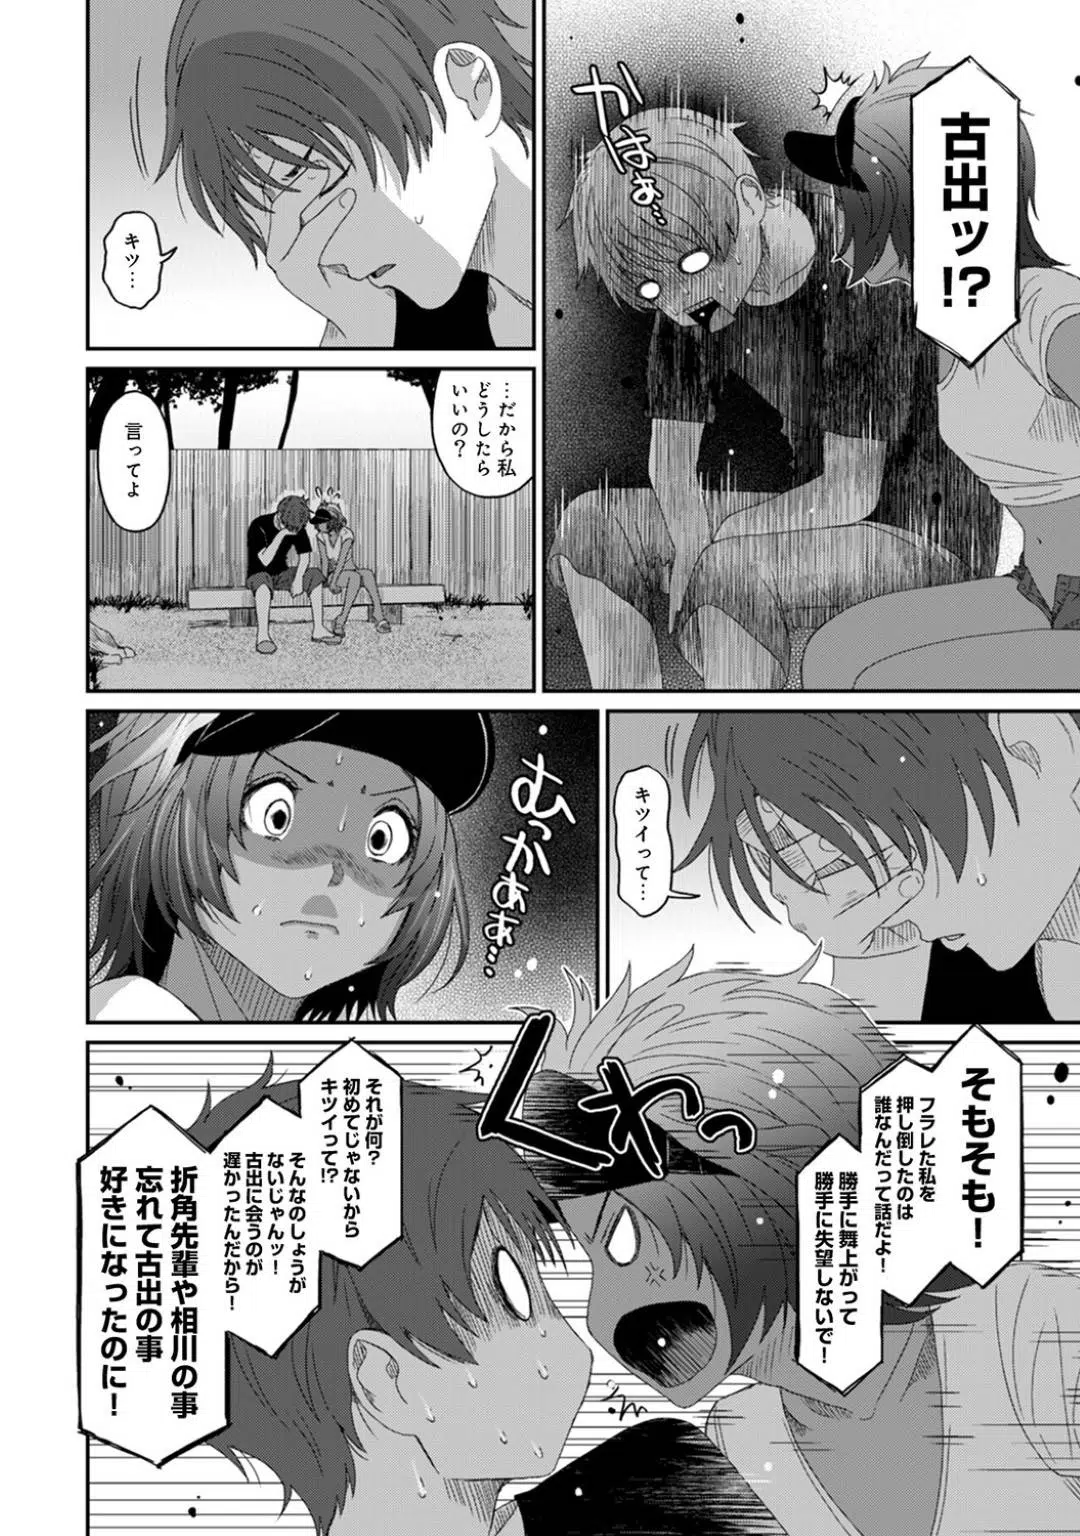 古出ッ
!?
かはぁ…
キツ…
…だから私
どうしたら
いいの?
言ってよ
キツイって…
むっかぁぁ…
そもそも!
フラレた私を
押し倒したのは
誰なんだって話だよ!
勝手に舞上がって
勝手に失望しないで!
くわっ
それが何?
初めてじゃないから
キツイって!?
そんなのしょうが
ないじゃんッ!
古出に会うのが
遅かったんだから!
折角先輩や相川の事
忘れて古出の事
好きになったのに!